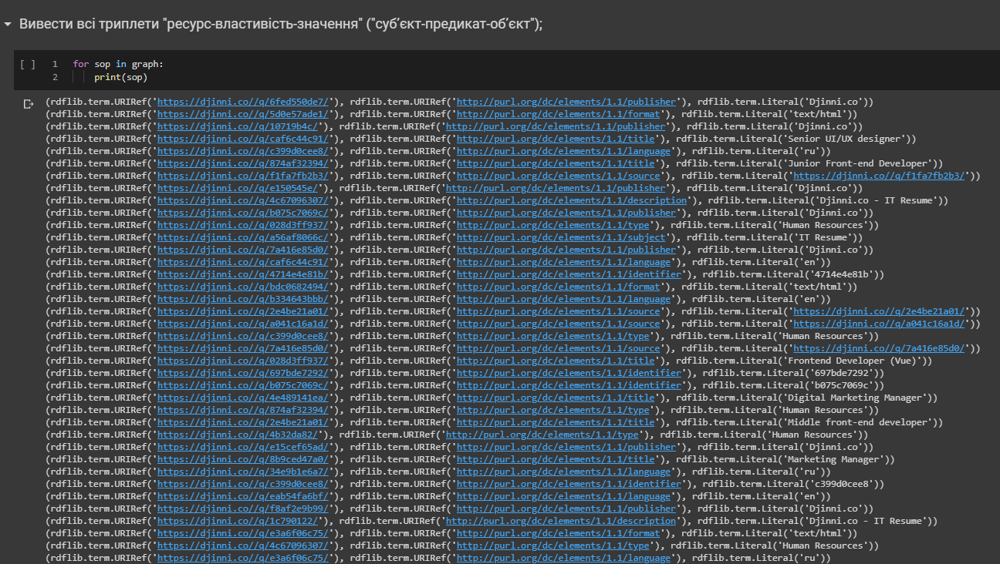 Вивести всі триплети "ресурс-властивість-значення" ("суб’єкт-предикат-об’єкт");
[ ] 1 for sop in graph:
2 print(sop)
(rdflib.term.URIRef('https://djinni.co//q/6fed550de7/'), rdflib.term.URIRef('http://purl.org/dc/elements/1.1/publisher'), rdflib.term.Literal('Djinni.co'))
(rdflib.term.URIRef('https://djinni.co//q/5d0e57ade1/'), rdflib.term.URIRef('http://purl.org/dc/elements/1.1/format'), rdflib.term.Literal('text/html'))
(rdflib.term.URIRef('https://djinni.co//q/10719b4c/'), rdflib.term.URIRef('http://purl.org/dc/elements/1.1/publisher'), rdflib.term.Literal('Djinni.co'))
(rdflib.term.URIRef('https://djinni.co//q/caf6c44c91/'), rdflib.term.URIRef('http://purl.org/dc/elements/1.1/title'), rdflib.term.Literal('Senior UI/UX designer'))
(rdflib.term.URIRef('https://djinni.co//q/c399d0cee8/'), rdflib.term.URIRef('http://purl.org/dc/elements/1.1/language'), rdflib.term.Literal('ru'))
(rdflib.term.URIRef('https://djinni.co//q/874af32394/'), rdflib.term.URIRef('http://purl.org/dc/elements/1.1/title'), rdflib.term.Literal('Junior Front-end Developer'))
(rdflib.term.URIRef('https://djinni.co//q/f1fa7fb2b3/'), rdflib.term.URIRef('http://purl.org/dc/elements/1.1/source'), rdflib.term.Literal('https://djinni.co//q/f1fa7fb2b3/'))
(rdflib.term.URIRef('https://djinni.co//q/e150545e/'), rdflib.term.URIRef('http://purl.org/dc/elements/1.1/publisher'), rdflib.term.Literal('Djinni.co'))
(rdflib.term.URIRef('https://djinni.co//q/4c67096307/'), rdflib.term.URIRef('http://purl.org/dc/elements/1.1/description'), rdflib.term.Literal('Djinni.co - IT Resume'))
(rdflib.term.URIRef('https://djinni.co//q/b075c7069c/'), rdflib.term.URIRef('http://purl.org/dc/elements/1.1/publisher'), rdflib.term.Literal('Djinni.co'))
(rdflib.term.URIRef('https://djinni.co//q/028d3ff937/'), rdflib.term.URIRef('http://purl.org/dc/elements/1.1/type'), rdflib.term.Literal('Human Resources'))
(rdflib.term.URIRef('https://djinni.co//q/a56af8066c/'), rdflib.term.URIRef('http://purl.org/dc/elements/1.1/subject'), rdflib.term.Literal('IT Resume'))
(rdflib.term.URIRef('https://djinni.co//q/7a416e85d0/'), rdflib.term.URIRef('http://purl.org/dc/elements/1.1/publisher'), rdflib.term.Literal('Djinni.co'))
(rdflib.term.URIRef('https://djinni.co//q/caf6c44c91/'), rdflib.term.URIRef('http://purl.org/dc/elements/1.1/language'), rdflib.term.Literal('en'))
(rdflib.term.URIRef('https://djinni.co//q/4714e4e81b/'), rdflib.term.URIRef('http://purl.org/dc/elements/1.1/identifier'), rdflib.term.Literal('4714e4e81b'))
(rdflib.term.URIRef('https://djinni.co//q/bdc0682494/'), rdflib.term.URIRef('http://purl.org/dc/elements/1.1/format'), rdflib.term.Literal('text/html'))
(rdflib.term.URIRef('https://djinni.co//q/b334643bbb/'), rdflib.term.URIRef('http://purl.org/dc/elements/1.1/language'), rdflib.term.Literal('en'))
(rdflib.term.URIRef('https://djinni.co//q/2e4be21a01/'), rdflib.term.URIRef('http://purl.org/dc/elements/1.1/source'), rdflib.term.Literal('https://djinni.co//q/2e4be21a01/'))
(rdflib.term.URIRef('https://djinni.co//q/a041c16a1d/'), rdflib.term.URIRef('http://purl.org/dc/elements/1.1/source'), rdflib.term.Literal('https://djinni.co//q/a041c16a1d/'))
(rdflib.term.URIRef('https://djinni.co//q/c399d0cee8/'), rdflib.term.URIRef('http://purl.org/dc/elements/1.1/type'), rdflib.term.Literal('Human Resources'))
(rdflib.term.URIRef('https://djinni.co//q/7a416e85d0/'), rdflib.term.URIRef('http://purl.org/dc/elements/1.1/source'), rdflib.term.Literal('https://djinni.co//q/7a416e85d0/'))
(rdflib.term.URIRef('https://djinni.co//q/028d3ff937/'), rdflib.term.URIRef('http://purl.org/dc/elements/1.1/title'), rdflib.term.Literal('Frontend Developer (Vue)'))
(rdflib.term.URIRef('https://djinni.co//q/697bde7292/'), rdflib.term.URIRef('http://purl.org/dc/elements/1.1/identifier'), rdflib.term.Literal('697bde7292'))
(rdflib.term.URIRef('https://djinni.co//q/b075c7069c/'), rdflib.term.URIRef('http://purl.org/dc/elements/1.1/identifier'), rdflib.term.Literal('b075c7069c'))
(rdflib.term.URIRef('https://djinni.co//q/4e489141ea/'), rdflib.term.URIRef('http://purl.org/dc/elements/1.1/title'), rdflib.term.Literal('Digital Marketing Manager'))
(rdflib.term.URIRef('https://djinni.co//q/874af32394/'), rdflib.term.URIRef('http://purl.org/dc/elements/1.1/type'), rdflib.term.Literal('Human Resources'))
(rdflib.term.URIRef('https://djinni.co//q/2e4be21a01/'), rdflib.term.URIRef('http://purl.org/dc/elements/1.1/title'), rdflib.term.Literal('Middle front-end developer'))
(rdflib.term.URIRef('https://djinni.co//q/4b32da82/'), rdflib.term.URIRef('http://purl.org/dc/elements/1.1/type'), rdflib.term.Literal('Human Resources'))
(rdflib.term.URIRef('https://djinni.co//q/e15cef65ad/'), rdflib.term.URIRef('http://purl.org/dc/elements/1.1/publisher'), rdflib.term.Literal('Djinni.co'))
(rdflib.term.URIRef('https://djinni.co//q/8b9ced47a0/'), rdflib.term.URIRef('http://purl.org/dc/elements/1.1/title'), rdflib.term.Literal('Marketing Manager'))
(rdflib.term.URIRef('https://djinni.co//q/34e9b1e6a7/'), rdflib.term.URIRef('http://purl.org/dc/elements/1.1/language'), rdflib.term.Literal('ru'))
(rdflib.term.URIRef('https://djinni.co//q/c399d0cee8/'), rdflib.term.URIRef('http://purl.org/dc/elements/1.1/identifier'), rdflib.term.Literal('c399d0cee8'))
(rdflib.term.URIRef('https://djinni.co//q/eab54fa6bf/'), rdflib.term.URIRef('http://purl.org/dc/elements/1.1/language'), rdflib.term.Literal('en'))
(rdflib.term.URIRef('https://djinni.co//q/f8af2e9b99/'), rdflib.term.URIRef('http://purl.org/dc/elements/1.1/publisher'), rdflib.term.Literal('Djinni.co'))
(rdflib.term.URIRef('https://djinni.co//q/1c790122/'), rdflib.term.URIRef('http://purl.org/dc/elements/1.1/description'), rdflib.term.Literal('Djinni.co - IT Resume'))
(rdflib.term.URIRef('https://djinni.co//q/e3a6f06c75/'), rdflib.term.URIRef('http://purl.org/dc/elements/1.1/format'), rdflib.term.Literal('text/html'))
(rdflib.term.URIRef('https://djinni.co//q/4c67096307/'), rdflib.term.URIRef('http://purl.org/dc/elements/1.1/type'), rdflib.term.Literal('Human Resources'))
(rdflib.term.URIRef('https://djinni.co//q/e3a6f06c75/'), rdflib.term.URIRef('http://purl.org/dc/elements/1.1/language'), rdflib.term.Literal('ru'))